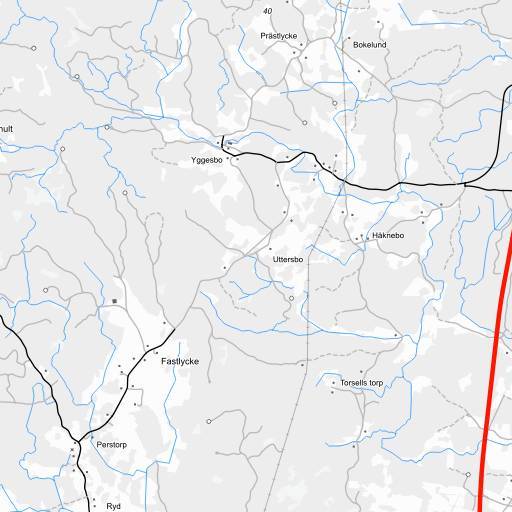 40
Prästlycke
Bokelund
hult
Yggesbo
Håknebo
Uttersbo
Fastlycke
Torsells torp
Perstorp
Ryd